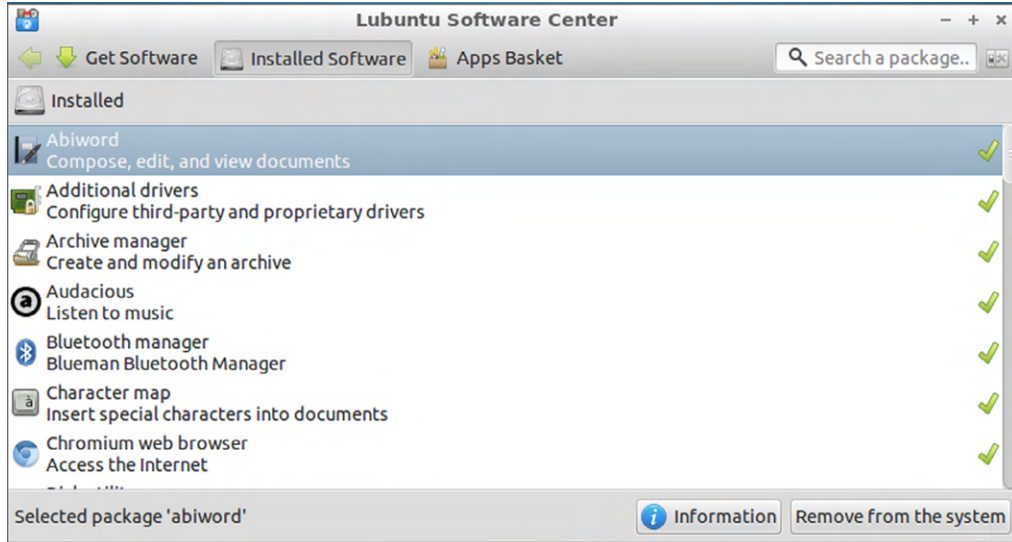 Lubuntu Software Center
Get Software Installed Software Apps Basket Search a package..
Installed
Abiword
Compose, edit, and view documents
Additional drivers
Configure third-party and proprietary drivers
Archive manager
Create and modify an archive
Audacious
Listen to music
Bluetooth manager
Blueman Bluetooth Manager
Character map
Insert special characters into documents
Chromium web browser
Access the Internet
Selected package 'abiword' Information Remove from the system